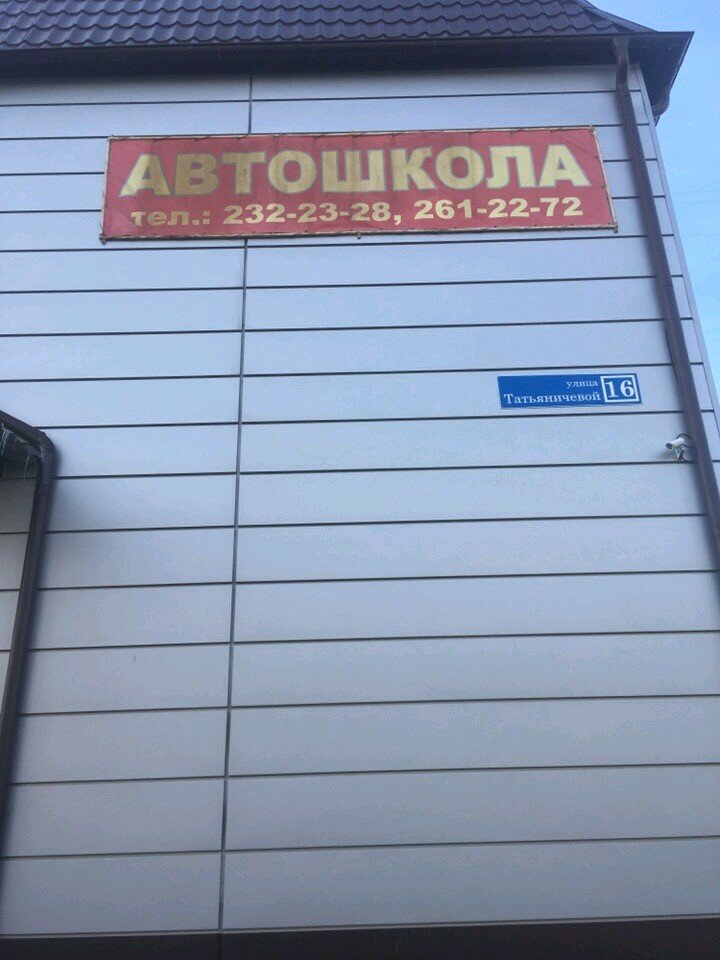 АВТОШКОЛА
тел.: 232-23-28, 261-22-72
улица
Татьяничевой 16